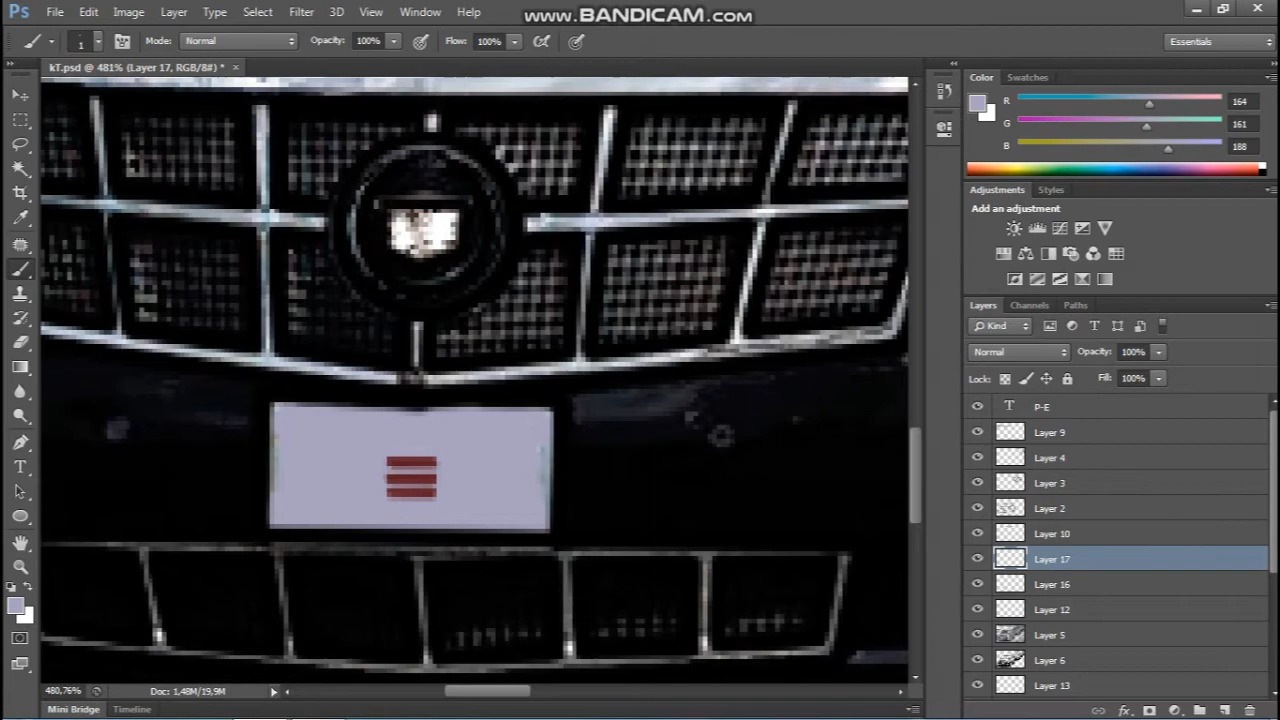 Ps File Edit Image Layer Type Select Filter 3D View Window Help
www.BANDICAM.com
1 Mode: Normal Opacity: 100% Flow: 100% Essentials
kT.psd @ 481% (Layer 17, RGB/8#) * ×
Color Swatches
R 164
G 161
B 188
Adjustments Styles
Add an adjustment
Layers Channels Paths
Kind
Normal Opacity: 100%
Lock: Fill: 100%
T P-E
Layer 9
Layer 4
Layer 3
Layer 2
Layer 10
Layer 17
Layer 16
Layer 12
Layer 5
Layer 6
Layer 13
480,76% Doc: 1,48M/19,9M
fx
Mini Bridge Timeline